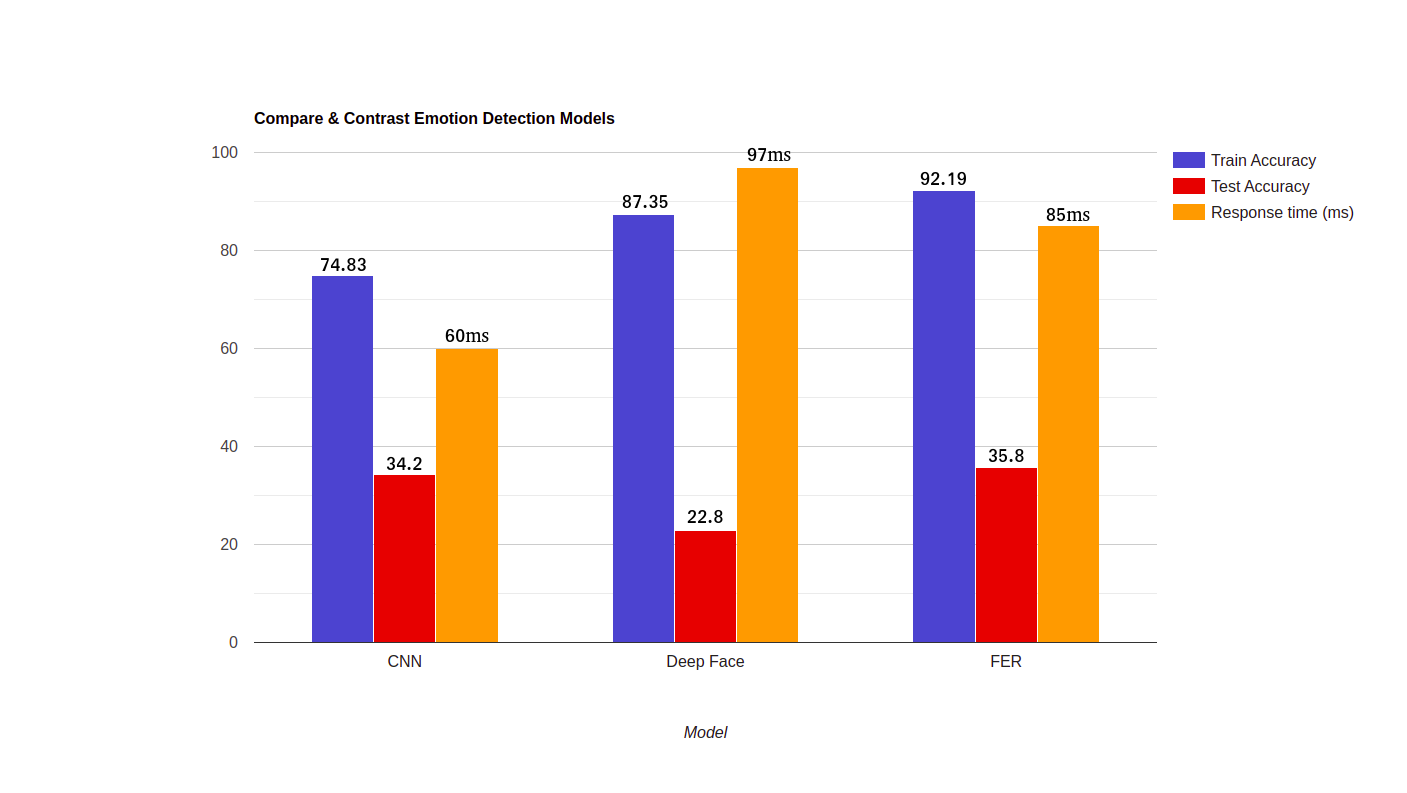 Compare & Contrast Emotion Detection Models
100
80
60
40
20
0
74.83
34.2
60ms
87.35
22.8
97ms
92.19
35.8
85ms
CNN
Deep Face
FER
Model
Train Accuracy
Test Accuracy
Response time (ms)